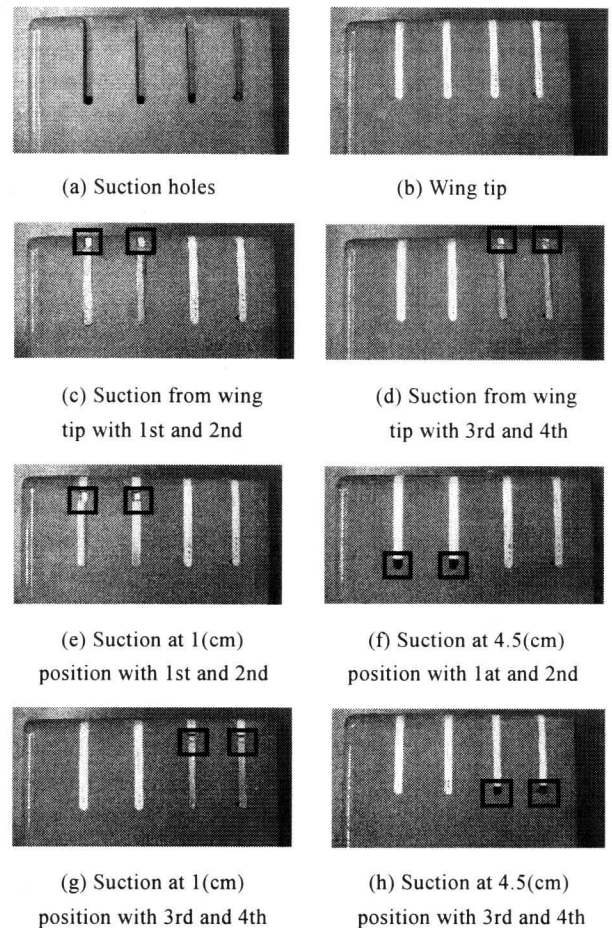 (a) Suction holes
(b) Wing tip
(c) Suction from wing
tip with 1st and 2nd
(d) Suction from wing
tip with 3rd and 4th
(e) Suction at 1(cm)
position with 1st and 2nd
(f) Suction at 4.5(cm)
position with 1at and 2nd
(g) Suction at 1(cm)
position with 3rd and 4th
(h) Suction at 4.5(cm)
position with 3rd and 4th